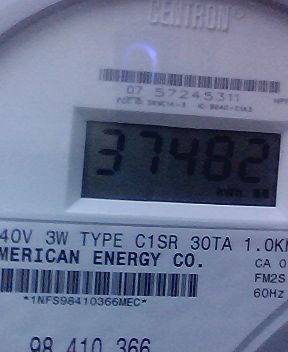 CENTRON®
07 57245311
37482
kWh
40V 3W TYPE C1SR 30TA 1.0K
MERICAN ENERGY CO.
CA 0
FM2S
60Hz
*1NFS98410366MEC*
98 410 366